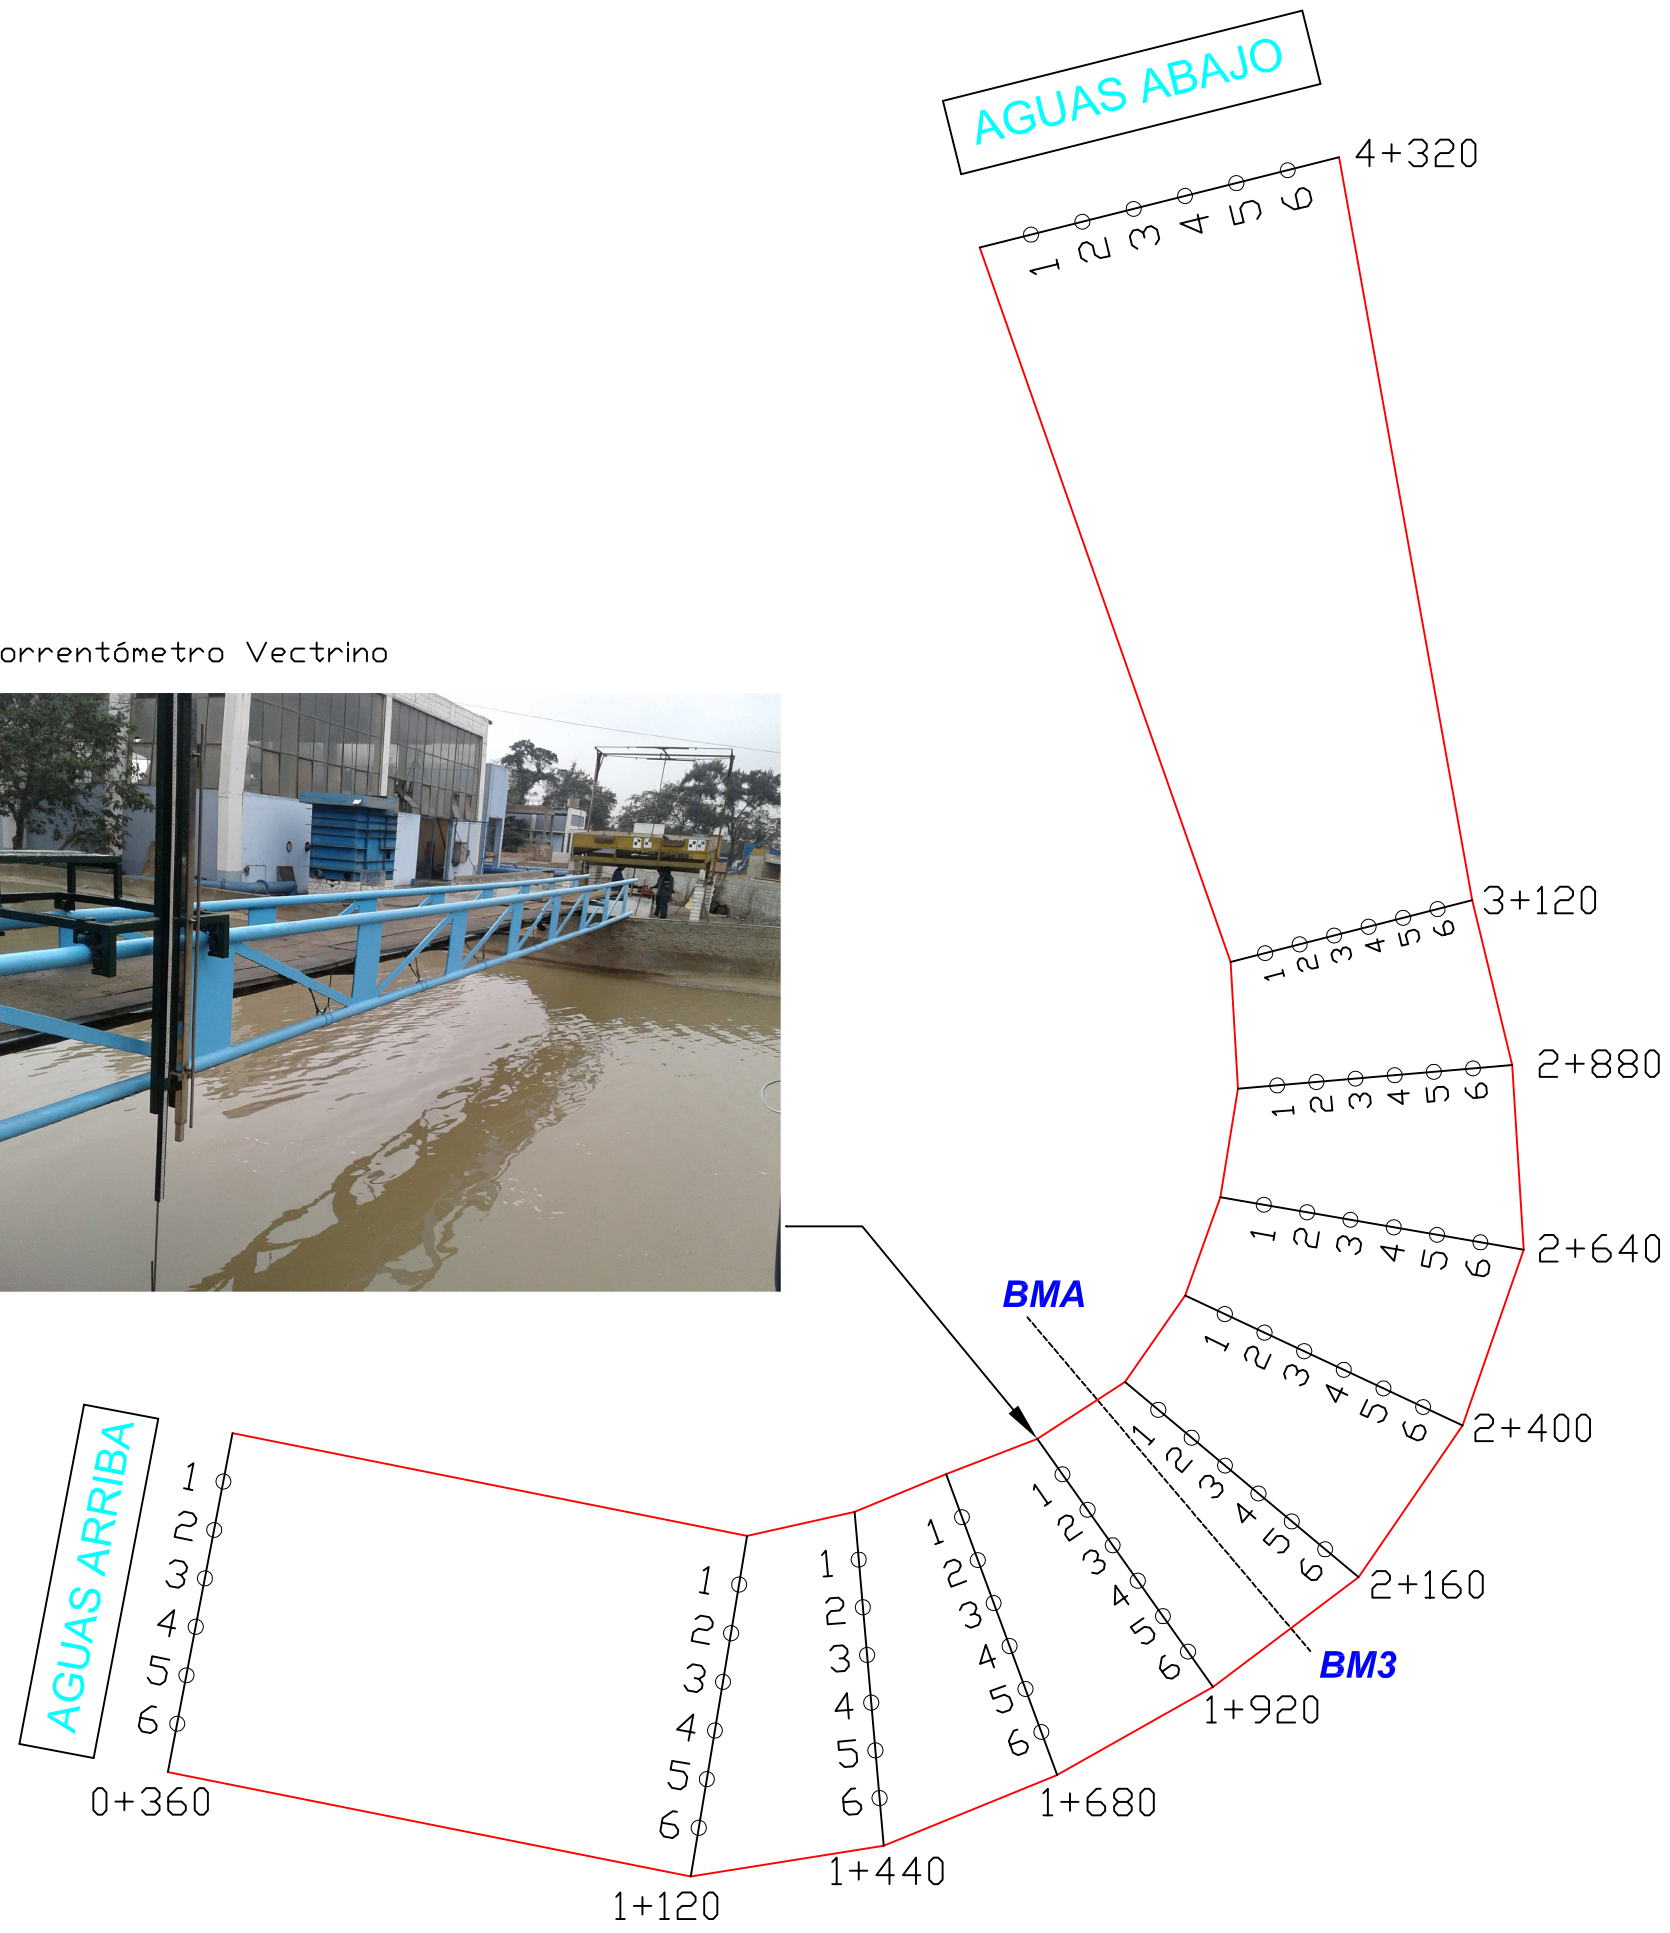 AGUAS ABAJO
4+320
1 2 3 4 5 6
orrentómetro Vectrino
3+120
1 2 3 4 5 6
2+880
1 2 3 4 5 6
2+640
1 2 3 4 5 6
BMA
2+400
1 2 3 4 5 6
2+160
1 2 3 4 5 6
BM3
1+920
1 2 3 4 5 6
1+680
1 2 3 4 5 6
1+440
1 2 3 4 5 6
1+120
1 2 3 4 5 6
0+360
1 2 3 4 5 6
AGUAS ARRIBA